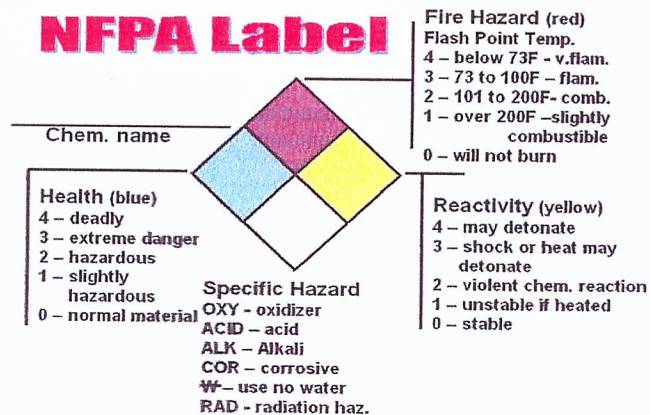 NFPA Label
Fire Hazard (red)
Flash Point Temp.
4 – below 73F - v.flam.
3 – 73 to 100F – flam.
2 – 101 to 200F- comb.
1 – over 200F –slightly
combustible
0 – will not burn
Chem. name
Health (blue)
4 – deadly
3 – extreme danger
2 – hazardous
1 – slightly
hazardous
0 – normal material
Reactivity (yellow)
4 – may detonate
3 – shock or heat may
detonate
2 – violent chem. reaction
1 – unstable if heated
0 – stable
Specific Hazard
OXY - oxidizer
ACID – acid
ALK – Alkali
COR – corrosive
W – use no water
RAD - radiation haz.